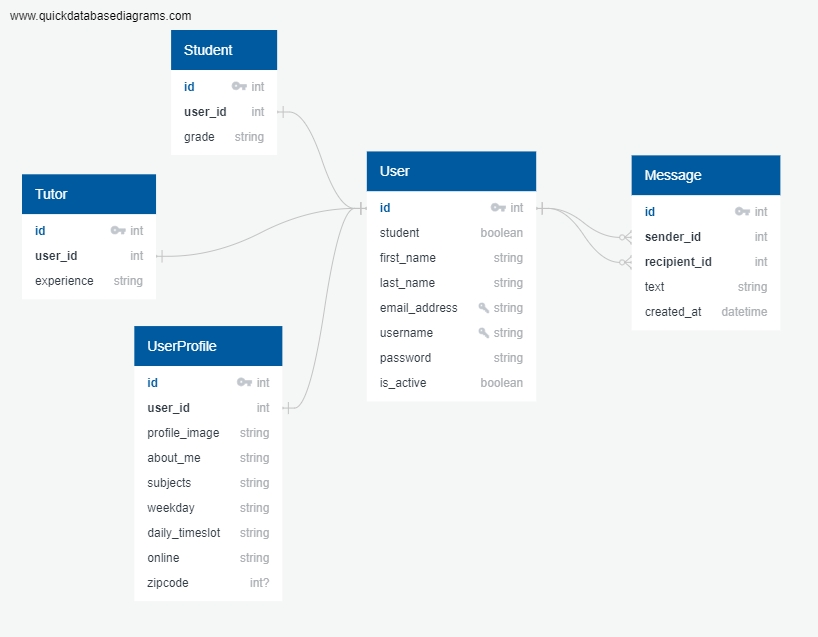 www.quickdatabasediagrams.com
Student
id int
user_id int
grade string
Tutor
id int
user_id int
experience string
UserProfile
id int
user_id int
profile_image string
about_me string
subjects string
weekday string
daily_timeslot string
online string
zipcode int?
User
id int
student boolean
first_name string
last_name string
email_address string
username string
password string
is_active boolean
Message
id int
sender_id int
recipient_id int
text string
created_at datetime